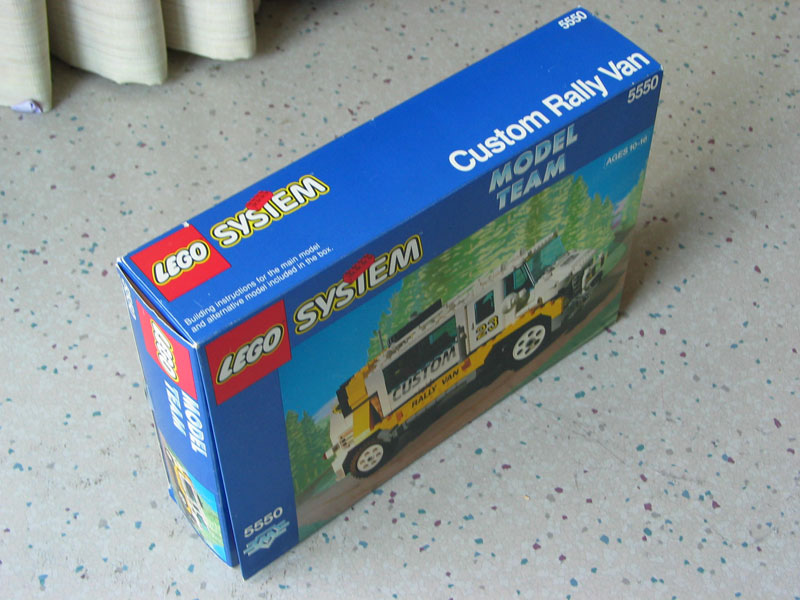 5550
Custom Rally Van
LEGO
SYSTEM
Building instructions for the main model
and alternative model included in the box.
5550
MODEL
TEAM
AGES 10-16
LEGO
SYSTEM
23
CUSTOM
RALLY VAN
5550
LEGO
MODEL
TEAM